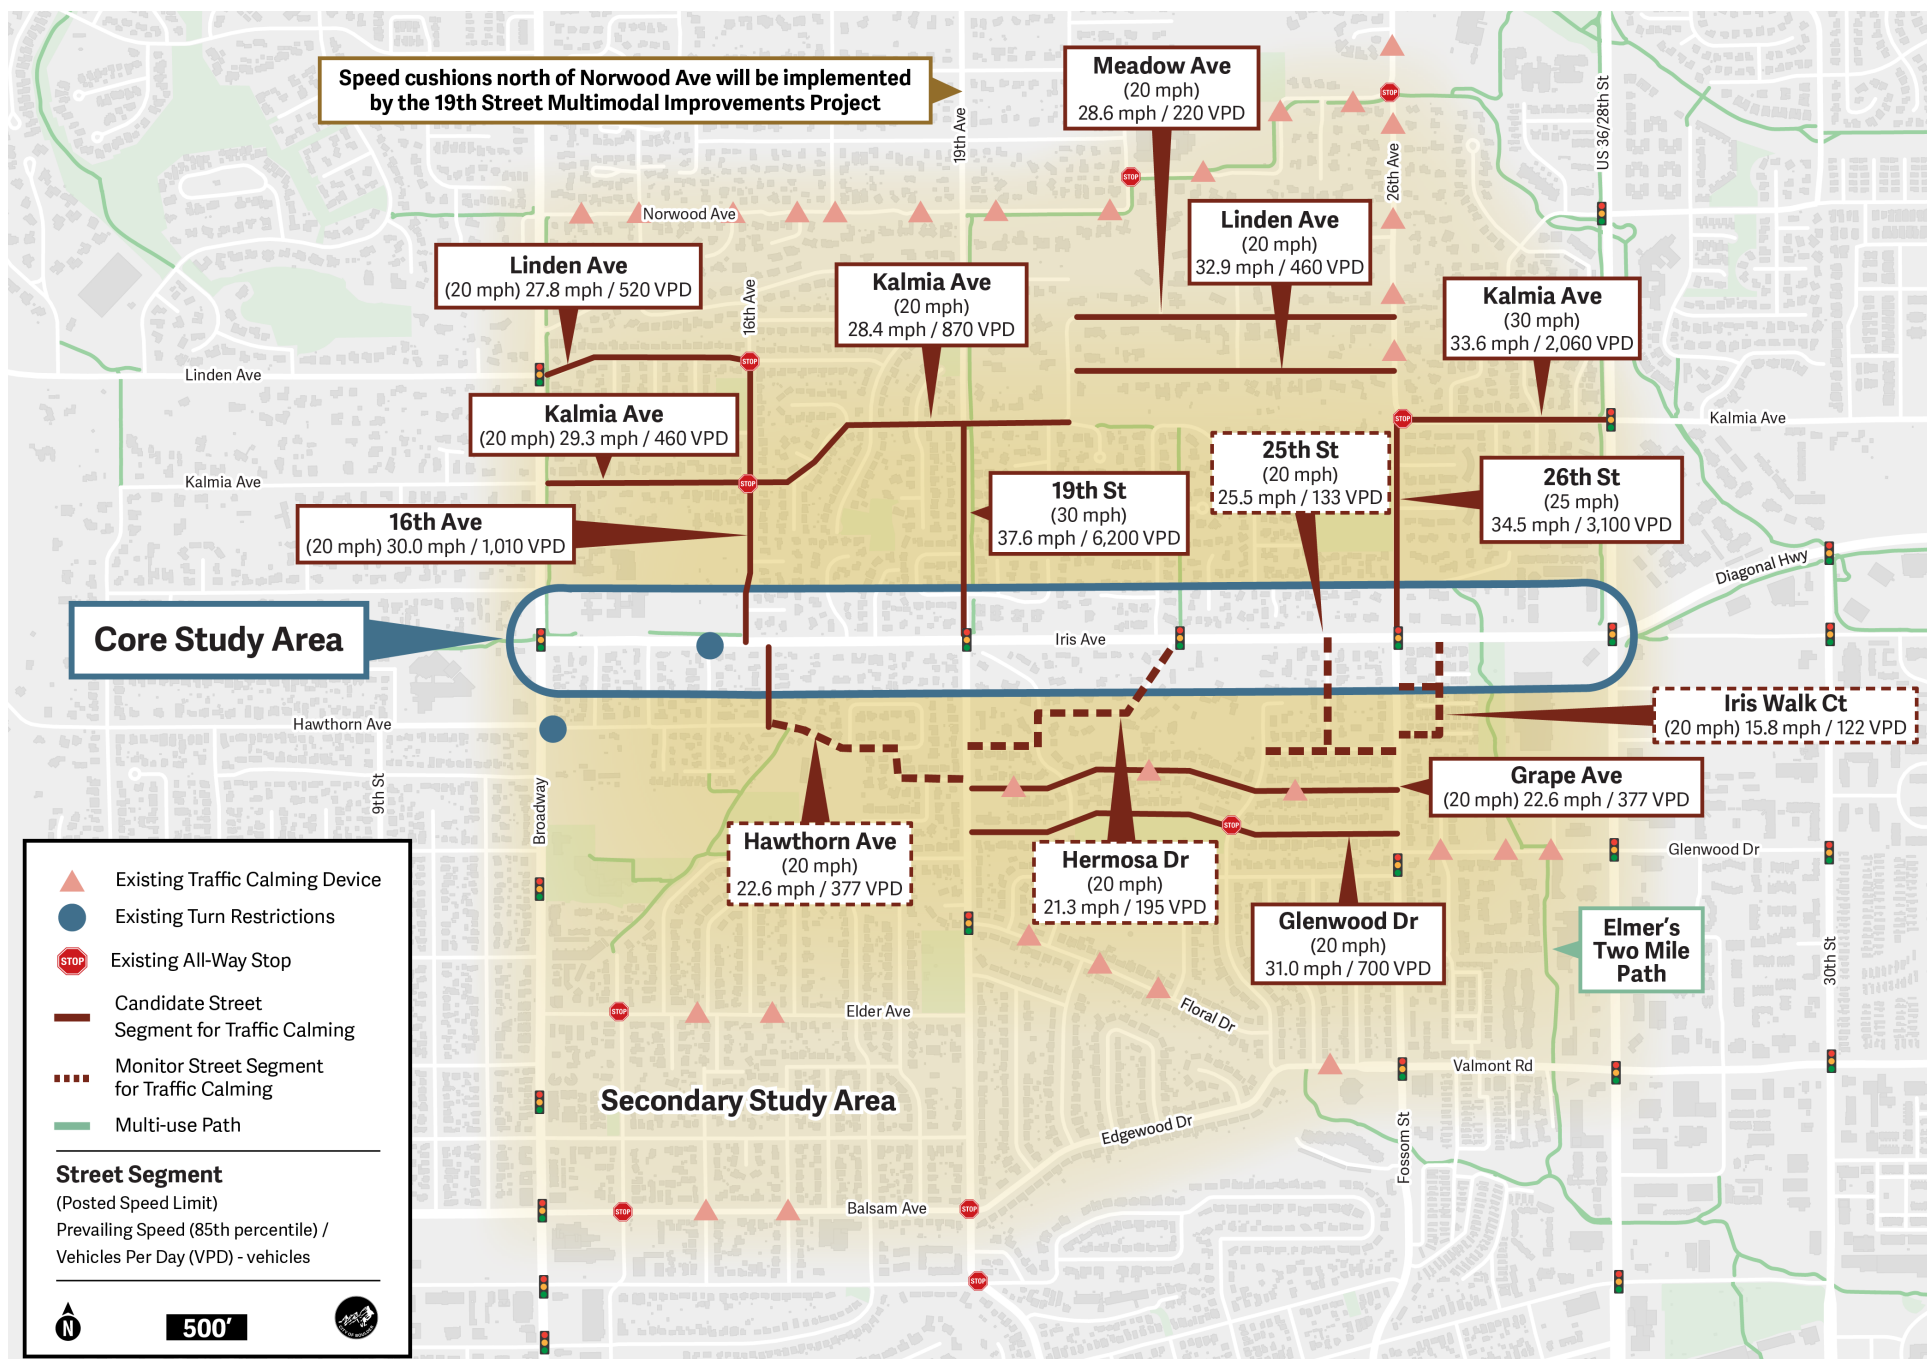 Speed cushions north of Norwood Ave will be implemented
by the 19th Street Multimodal Improvements Project
19th Ave
Meadow Ave
(20 mph)
28.6 mph / 220 VPD
STOP
26th Ave
US 36/28th St
STOP
Norwood Ave
Linden Ave
(20 mph)
32.9 mph / 460 VPD
Linden Ave
(20 mph) 27.8 mph / 520 VPD
16th Ave
Kalmia Ave
(20 mph)
28.4 mph / 870 VPD
Kalmia Ave
(30 mph)
33.6 mph / 2,060 VPD
STOP
Linden Ave
Kalmia Ave
(20 mph) 29.3 mph / 460 VPD
STOP
Kalmia Ave
25th St
(20 mph)
25.5 mph / 133 VPD
Kalmia Ave
STOP
19th St
(30 mph)
37.6 mph / 6,200 VPD
26th St
(25 mph)
34.5 mph / 3,100 VPD
16th Ave
(20 mph) 30.0 mph / 1,010 VPD
Diagonal Hwy
Core Study Area
Iris Ave
Iris Walk Ct
(20 mph) 15.8 mph / 122 VPD
Hawthorn Ave
9th St
Broadway
Grape Ave
(20 mph) 22.6 mph / 377 VPD
STOP
Hawthorn Ave
(20 mph)
22.6 mph / 377 VPD
Hermosa Dr
(20 mph)
21.3 mph / 195 VPD
Glenwood Dr
Glenwood Dr
(20 mph)
31.0 mph / 700 VPD
Elmer's
Two Mile
Path
30th St
STOP
Elder Ave
Floral Dr
Valmont Rd
Secondary Study Area
Edgewood Dr
Fossom St
STOP
Balsam Ave
STOP
STOP
Existing Traffic Calming Device
Existing Turn Restrictions
STOP
Existing All-Way Stop
Candidate Street
Segment for Traffic Calming
Monitor Street Segment
for Traffic Calming
Multi-use Path
Street Segment
(Posted Speed Limit)
Prevailing Speed (85th percentile) /
Vehicles Per Day (VPD) - vehicles
N
500′
CITY OF BOULDER